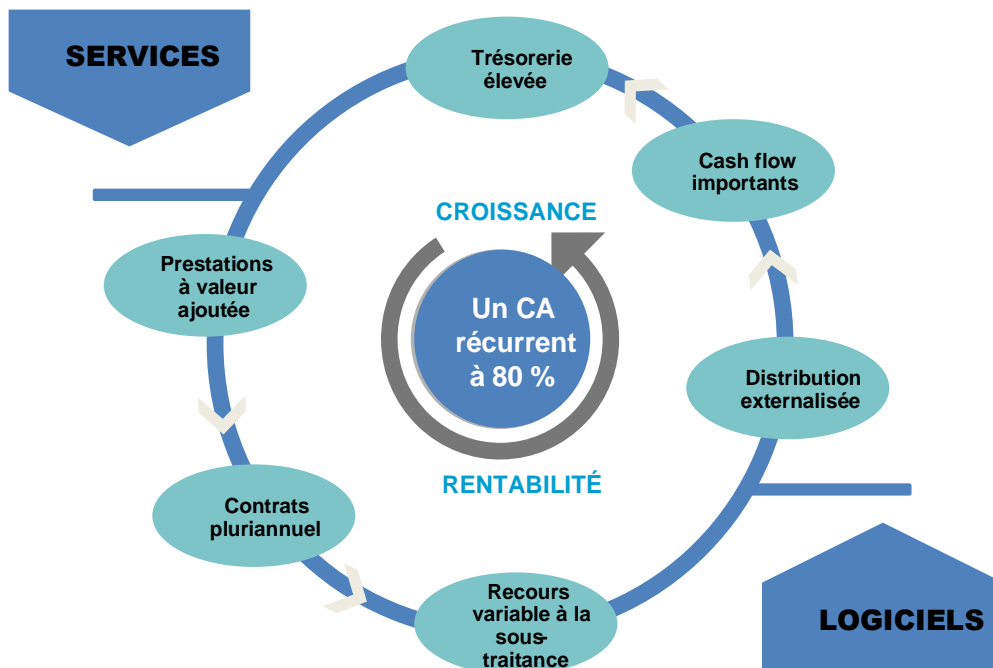 SERVICES
Trésorerie
élevée
Cash flow
importants
CROISSANCE
Prestations
à valeur
ajoutée
Un CA
récurrent
à 80 %
Distribution
externalisée
RENTABILITÉ
Contrats
pluriannuel
Recours
variable à la
sous-
traitance
LOGICIELS